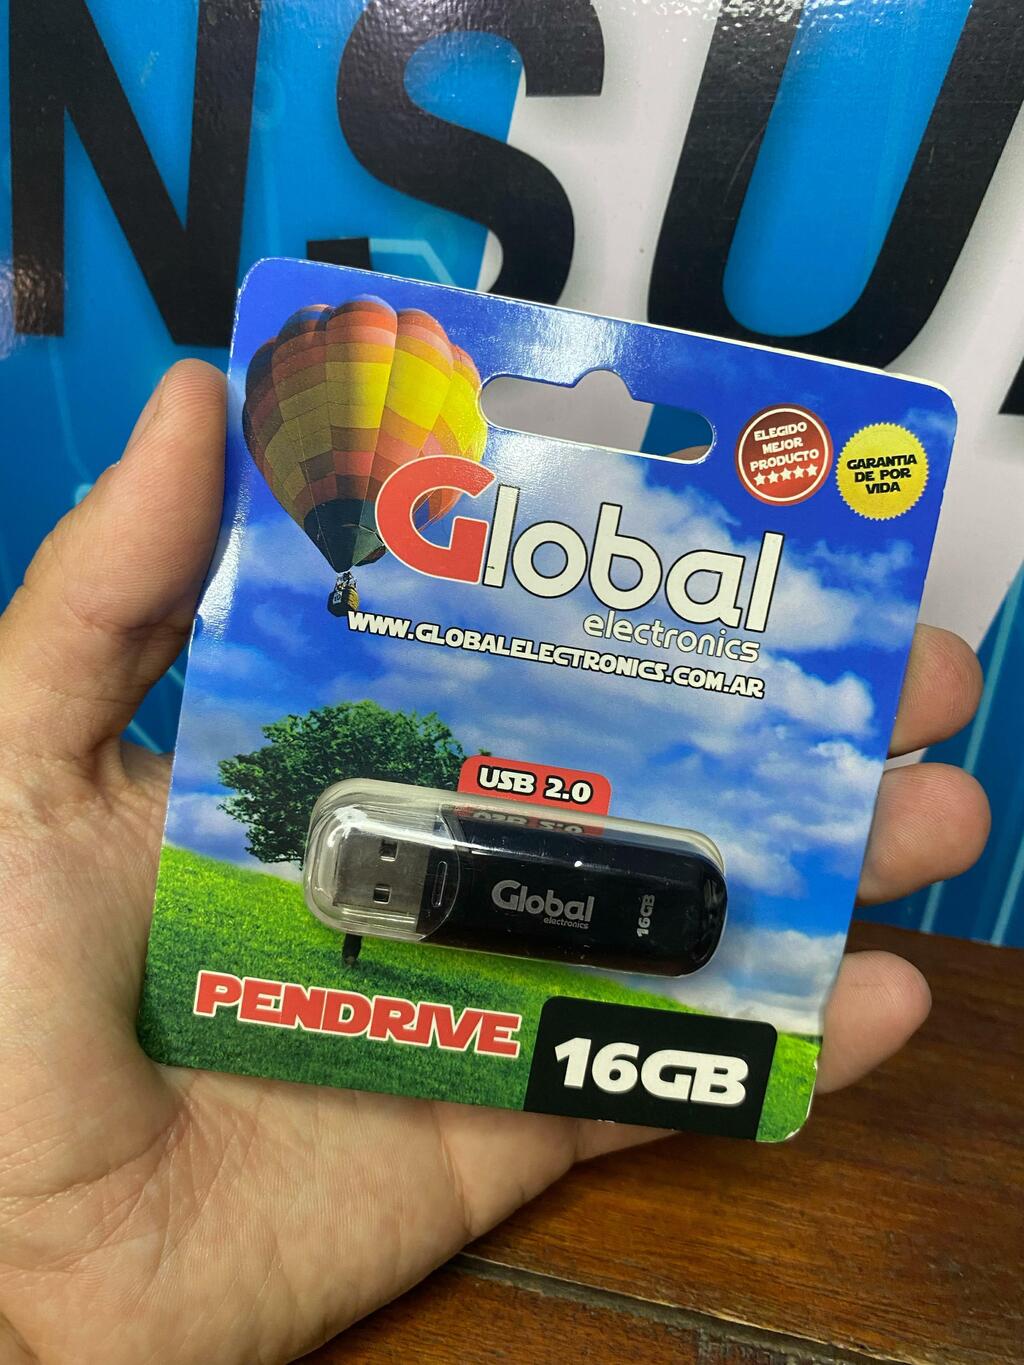 NSU
ELEGIDO
MEJOR
PRODUCTO
GARANTIA
DE POR
VIDA
Global
electronics
WWW.GLOBALELECTRONICS.COM.AR
USB 2.0
Global
electronics
16GB
PENDRIVE
16GB